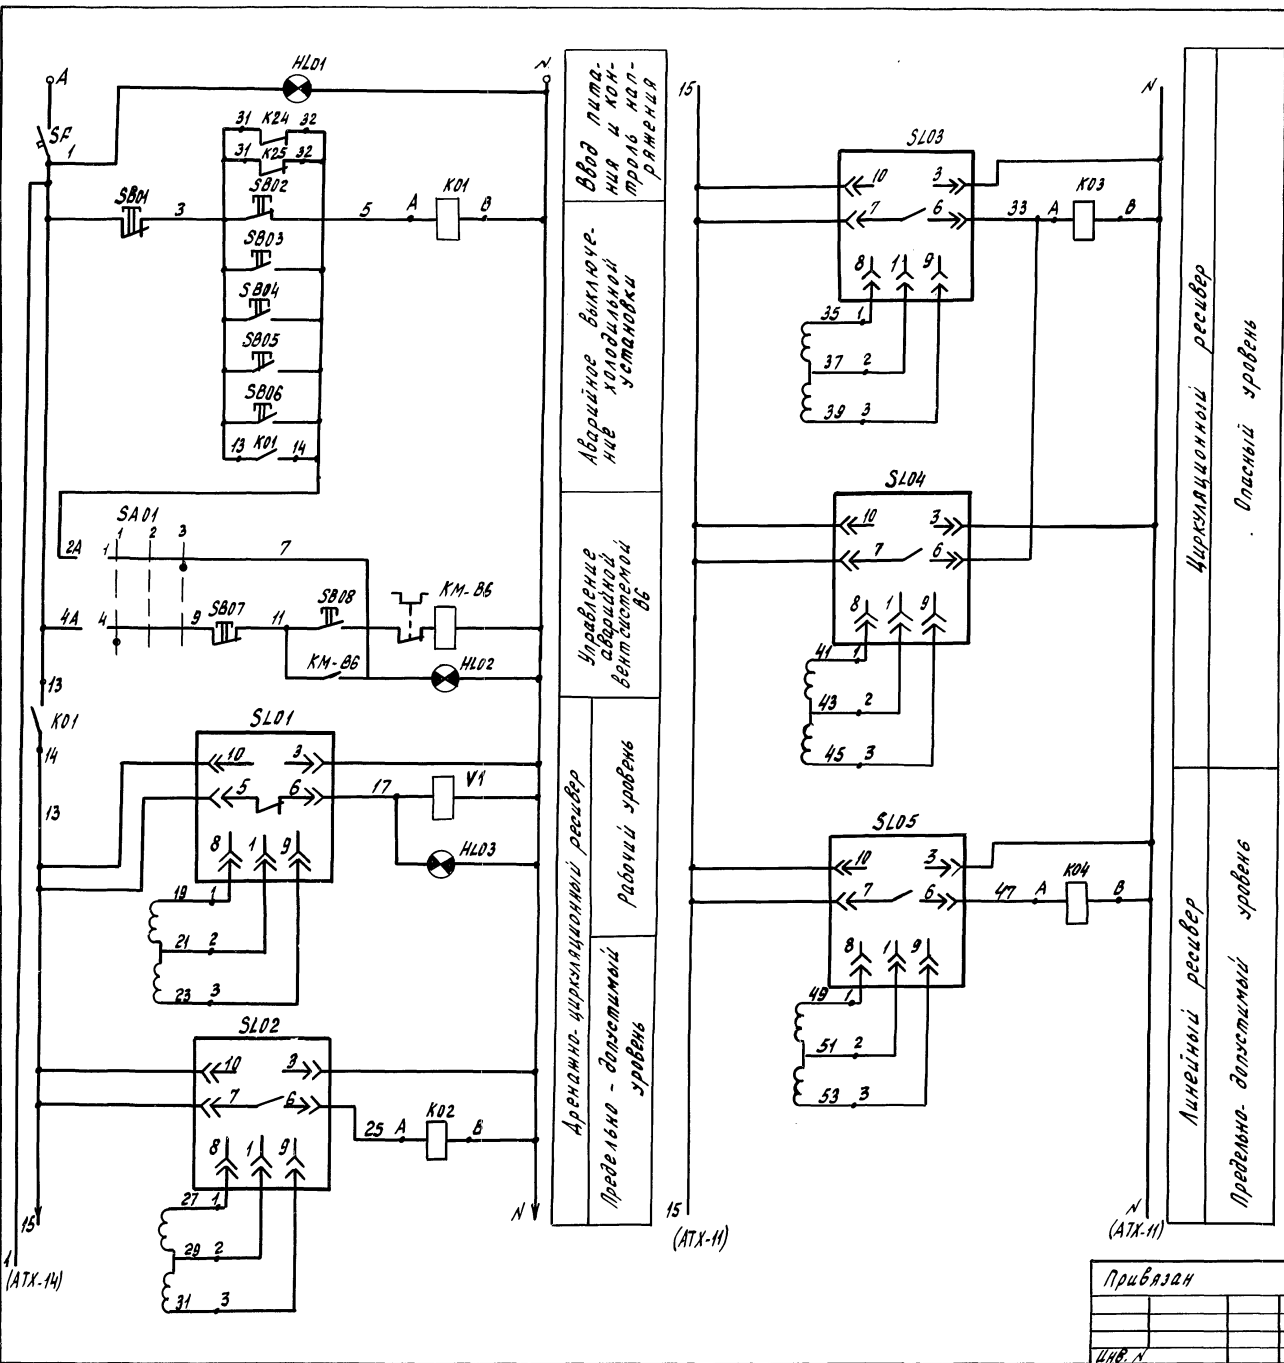 A
HL01
N
SF
1
31 K24 32
31 K25 32
SB01
3
SB02
5
A
K01
B
SB03
SB04
SB05
SB06
13 K01 14
SA01
1 2 3
2A 1
7
4A 4
9
SB07
11
SB08
KM-В6
KM-В6
HL02
13
K01
14
13
SL01
10 3
5 6
17
V1
8 1 9
HL03
19 1
21 2
23 3
SL02
10 3
7 6
25 A
K02
B
8 1 9
27 1
29 2
31 3
15
1
(АТХ-14)
N
Ввод пита-
ния и кон-
троль нап-
ряжения
Аварийное выключе-
ние холодильной
установки
Управление
аварийной
вентсистемой
В6
Дренажно-циркуляционный ресивер
Рабочий уровень
Предельно-допустимый
уровень
15
N
SL03
10 3
7 6
33 A
K03
B
8 1 9
35 1
37 2
39 3
SL04
10 3
7 6
8 1 9
41 1
43 2
45 3
SL05
10 3
7 6
47 A
K04
B
8 1 9
49 1
51 2
53 3
15
(АТХ-11)
N
(АТХ-11)
Циркуляционный ресивер
Опасный уровень
Линейный ресивер
Предельно-допустимый уровень
Привязан
Инв. N